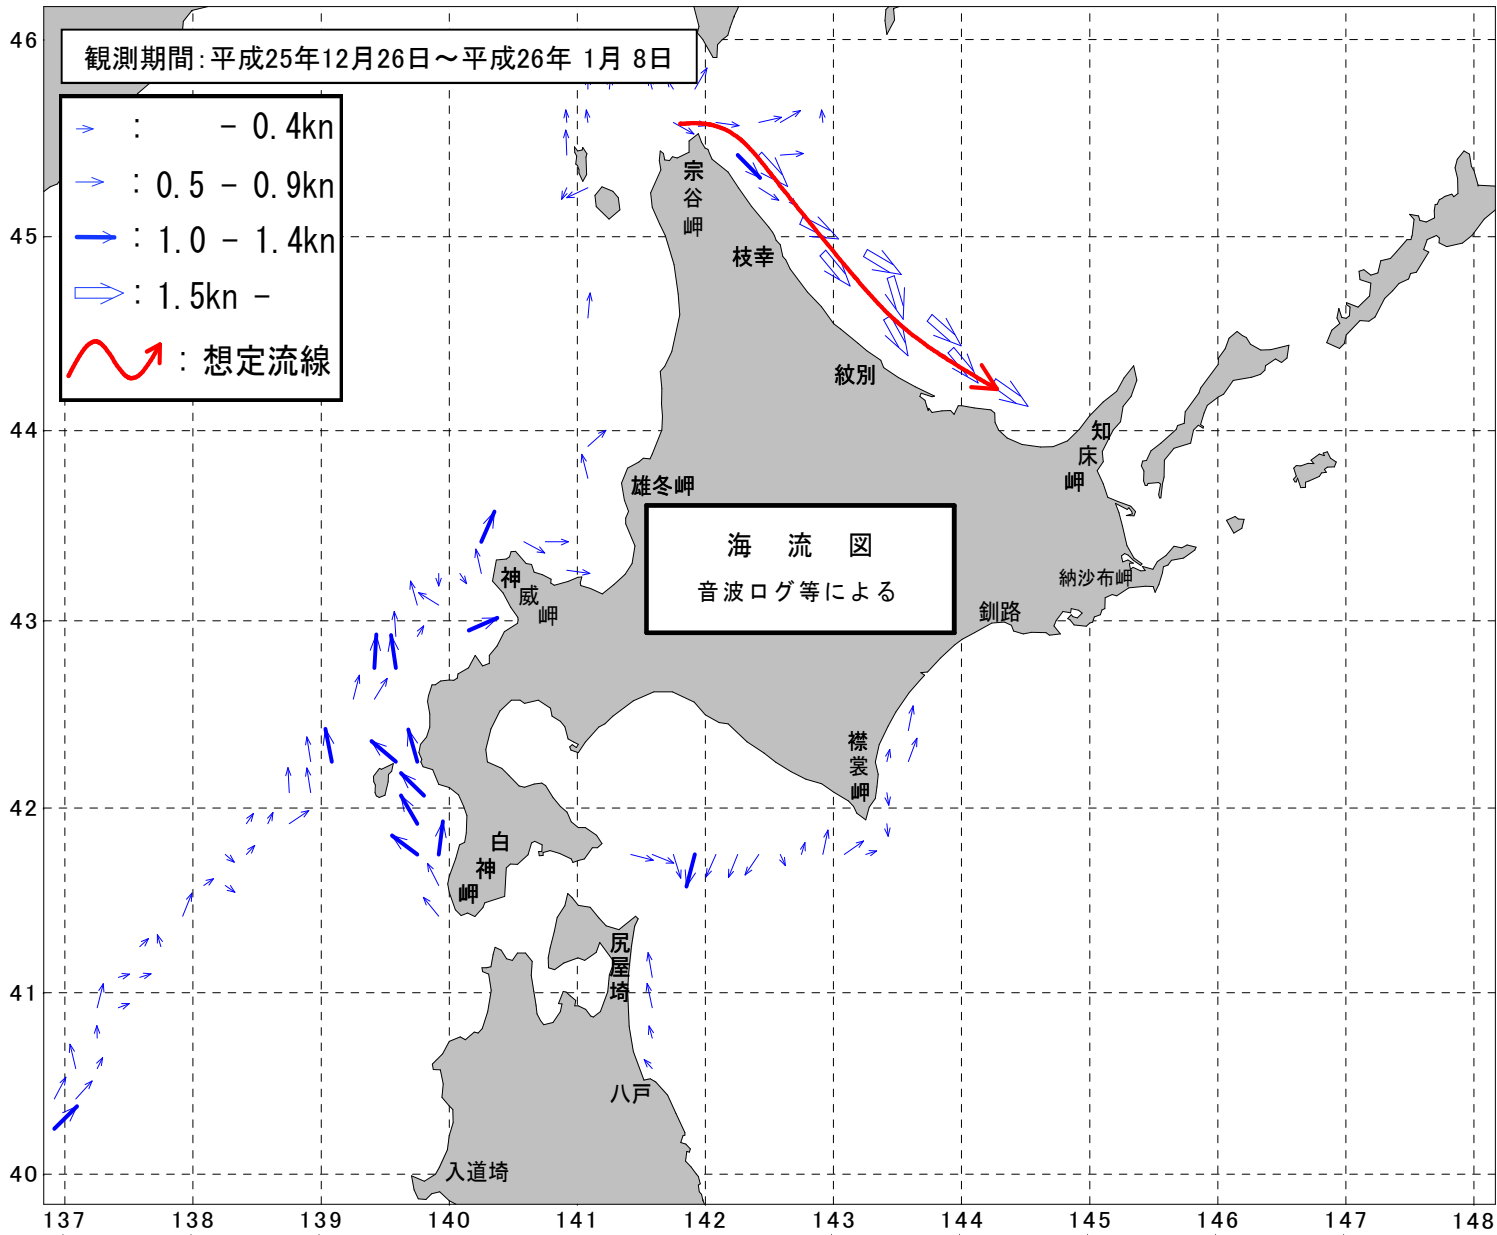 観測期間:平成25年12月26日～平成26年 1月 8日
: - 0.4kn
: 0.5 - 0.9kn
: 1.0 - 1.4kn
: 1.5kn -
: 想定流線
海 流 図
音波ログ等による
宗谷岬
枝幸
紋別
知床岬
雄冬岬
神威岬
納沙布岬
釧路
襟裳岬
白神岬
尻屋埼
八戸
入道埼
46
45
44
43
42
41
40
137 138 139 140 141 142 143 144 145 146 147 148